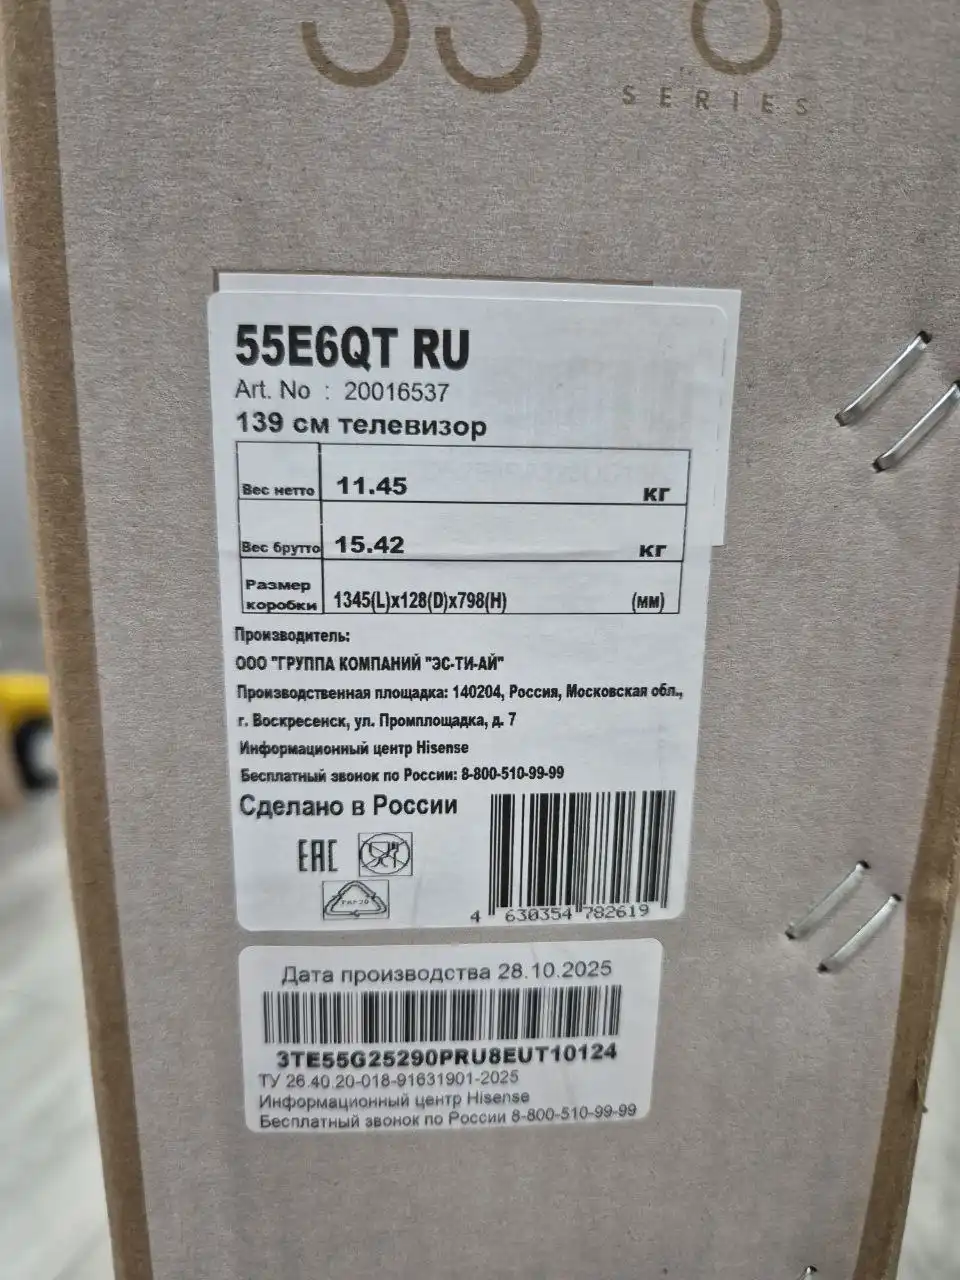 55 6
SERIES
55E6QT RU
Art. No : 20016537
139 см телевизор
Вес нетто 11.45 кг
Вес брутто 15.42 кг
Размер
коробки 1345(L)x128(D)x798(H) (мм)
Производитель:
ООО "ГРУППА КОМПАНИЙ "ЭС-ТИ-АЙ"
Производственная площадка: 140204, Россия, Московская обл.,
г. Воскресенск, ул. Промплощадка, д. 7
Информационный центр Hisense
Бесплатный звонок по России: 8-800-510-99-99
Сделано в России
EAC
4 630354 782619
Дата производства 28.10.2025
3TE55G25290PRU8EUT10124
ТУ 26.40.20-018-91631901-2025
Информационный центр Hisense
Бесплатный звонок по России 8-800-510-99-99